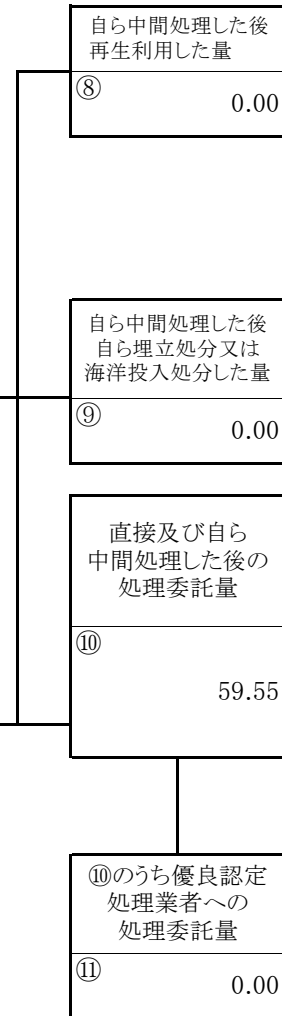 自ら中間処理した後
再生利用した量
⑧
0.00
自ら中間処理した後
自ら埋立処分又は
海洋投入処分した量
⑨
0.00
直接及び自ら
中間処理した後の
処理委託量
⑩
59.55
⑩のうち優良認定
処理業者への
処理委託量
⑪
0.00